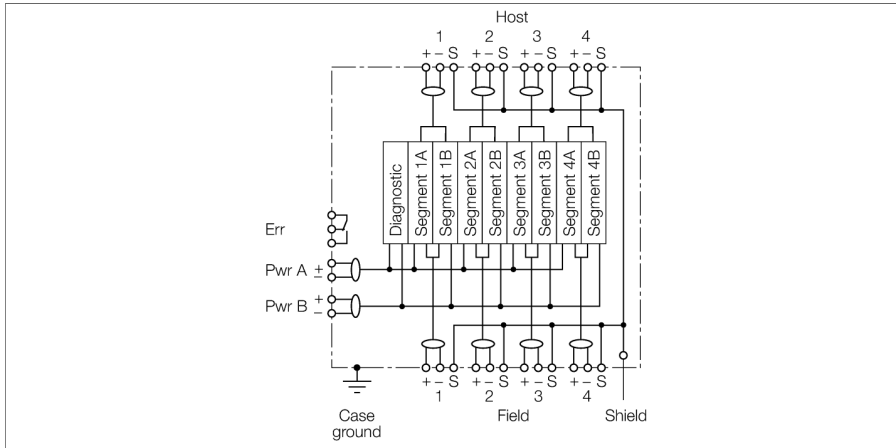 Host
1 2 3 4
+ − S + − S + − S + − S
Diagnostic
Segment 1A
Segment 1B
Segment 2A
Segment 2B
Segment 3A
Segment 3B
Segment 4A
Segment 4B
Err
Pwr A + −
Pwr B + −
+ − S + − S + − S + − S
1 2 3 4
Case
ground
Field
Shield